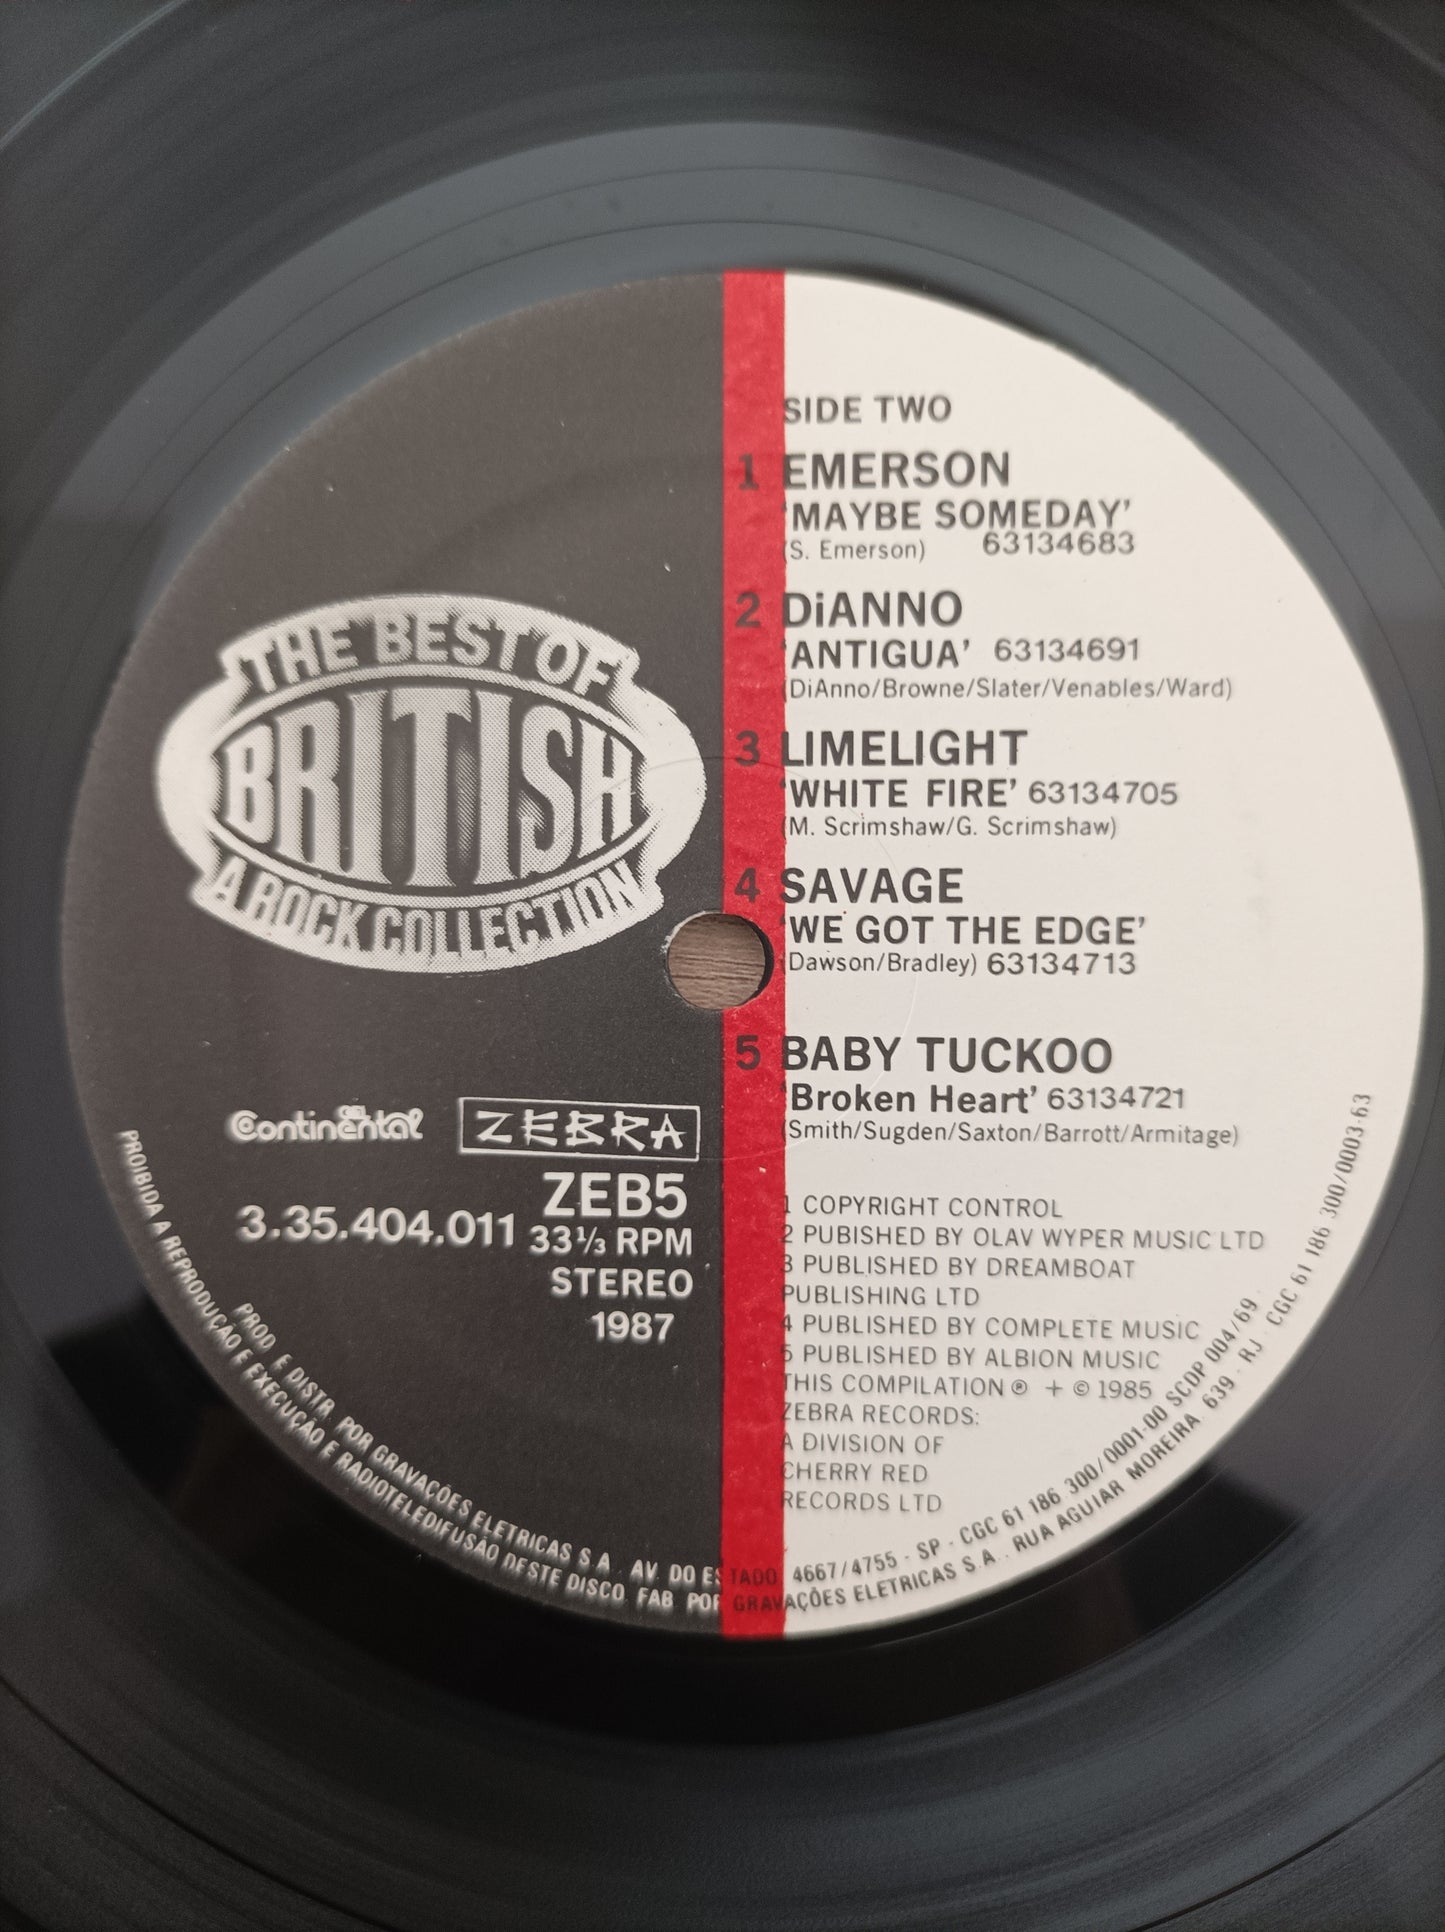 SIDE TWO
1 EMERSON
'MAYBE SOMEDAY'
(S. Emerson) 63134683
2 DiANNO
'ANTIGUA' 63134691
(DiAnno/Browne/Slater/Venables/Ward)
3 LIMELIGHT
'WHITE FIRE' 63134705
(M. Scrimshaw/G. Scrimshaw)
4 SAVAGE
'WE GOT THE EDGE'
(Dawson/Bradley) 63134713
5 BABY TUCKOO
'Broken Heart' 63134721
(Smith/Sugden/Saxton/Barrott/Armitage)
1 COPYRIGHT CONTROL
2 PUBISHED BY OLAV WYPER MUSIC LTD
3 PUBLISHED BY DREAMBOAT
PUBLISHING LTD
4 PUBLISHED BY COMPLETE MUSIC
5 PUBLISHED BY ALBION MUSIC
THIS COMPILATION ℗ + © 1985
ZEBRA RECORDS:
A DIVISION OF
CHERRY RED
RECORDS LTD
THE BEST OF
BRITISH
A ROCK COLLECTION
Continental ZEBRA
ZEB5
3.35.404.011 33⅓ RPM
STEREO
1987
PROD. E DISTR. POR GRAVAÇÕES ELETRICAS S.A. AV. DO ESTADO 4667/4755 - SP - CGC 61 186 300/0001-00 SCDP 004/69.
PROIBIDA A REPRODUÇÃO E EXECUÇÃO E RADIOTELEDIFUSÃO DESTE DISCO. FAB. POR GRAVAÇÕES ELETRICAS S.A.. RUA AGUIAR MOREIRA, 639 - RJ - CGC 61 186 300/0003-63